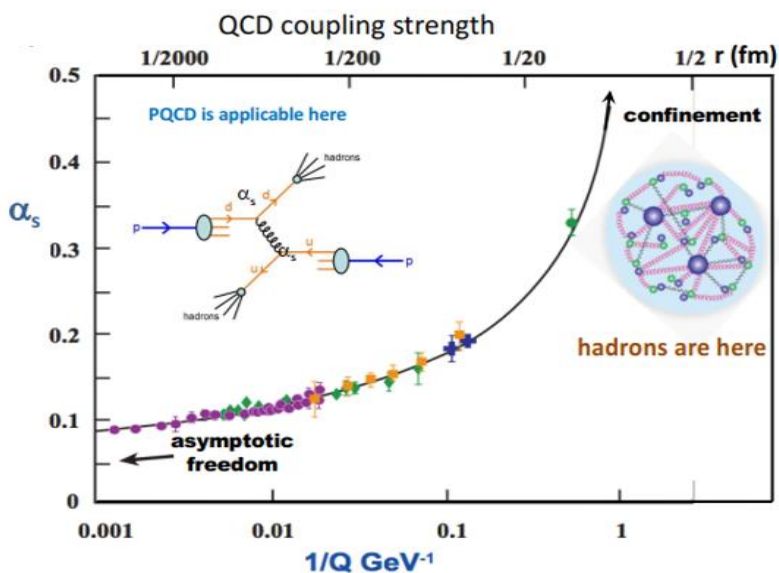 QCD coupling strength
1/2000 1/200 1/20 1/2 r (fm)
0.5
PQCD is applicable here
confinement
hadrons
0.4
αs
d
d
αs
p
0.3
αs
u
p
u
hadrons
hadrons are here
0.2
0.1
asymptotic
freedom
0
0.001 0.01 0.1 1
1/Q GeV-1